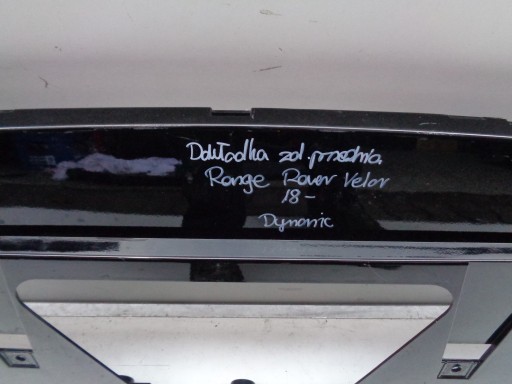 Dokładka zd. przednia
Range Rover Velar
18-
Dynamic